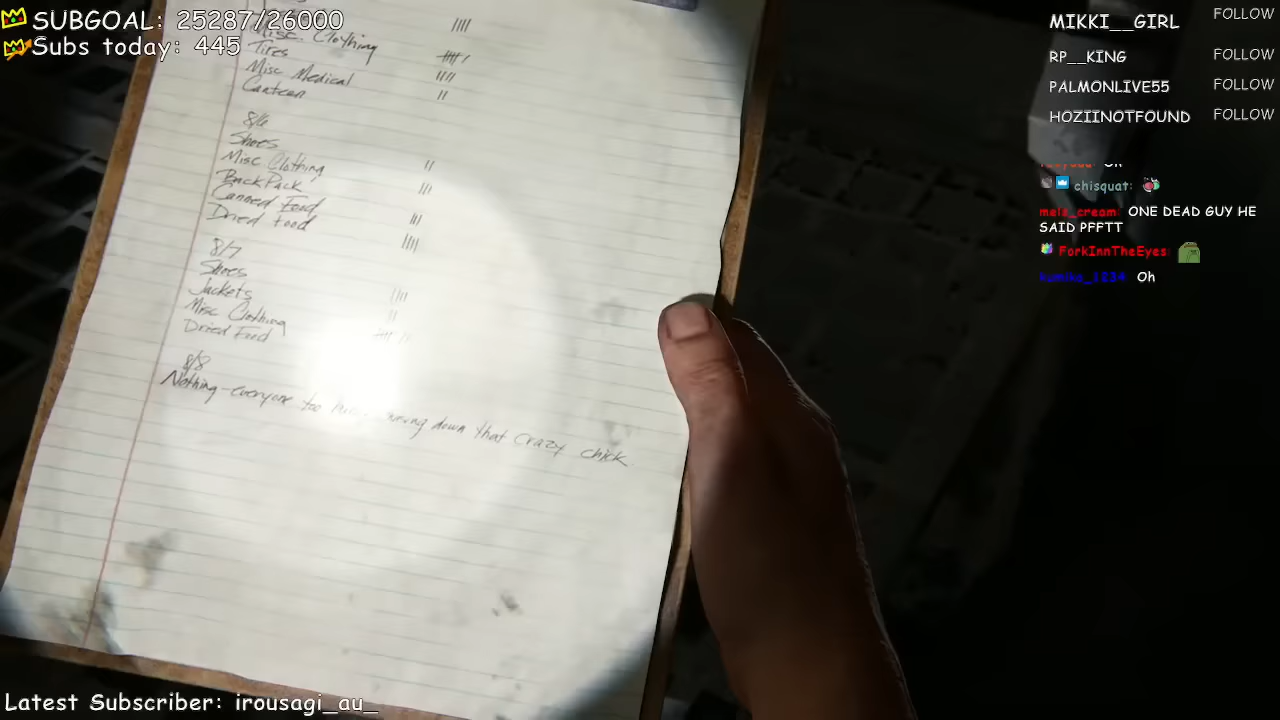 SUBGOAL: 25287/26000
Subs today: 445
Misc. Clothing
Tires
Misc Medical
Canteen
8/6
Shoes
Misc Clothing
BackPack
Canned Food
Dried Food
8/7
Shoes
Jackets
Misc Clothing
Dried Food
8/8
Nothing - everyone too down that crazy chick.
MIKKI__GIRL FOLLOW
RP__KING FOLLOW
PALMONLIVE55 FOLLOW
HOZIINOTFOUND FOLLOW
chisquat:
mela_cream: ONE DEAD GUY HE
SAID PFFTT
ForkInnTheEyes:
kumiko_1234 Oh
Latest Subscriber: irousagi_au_